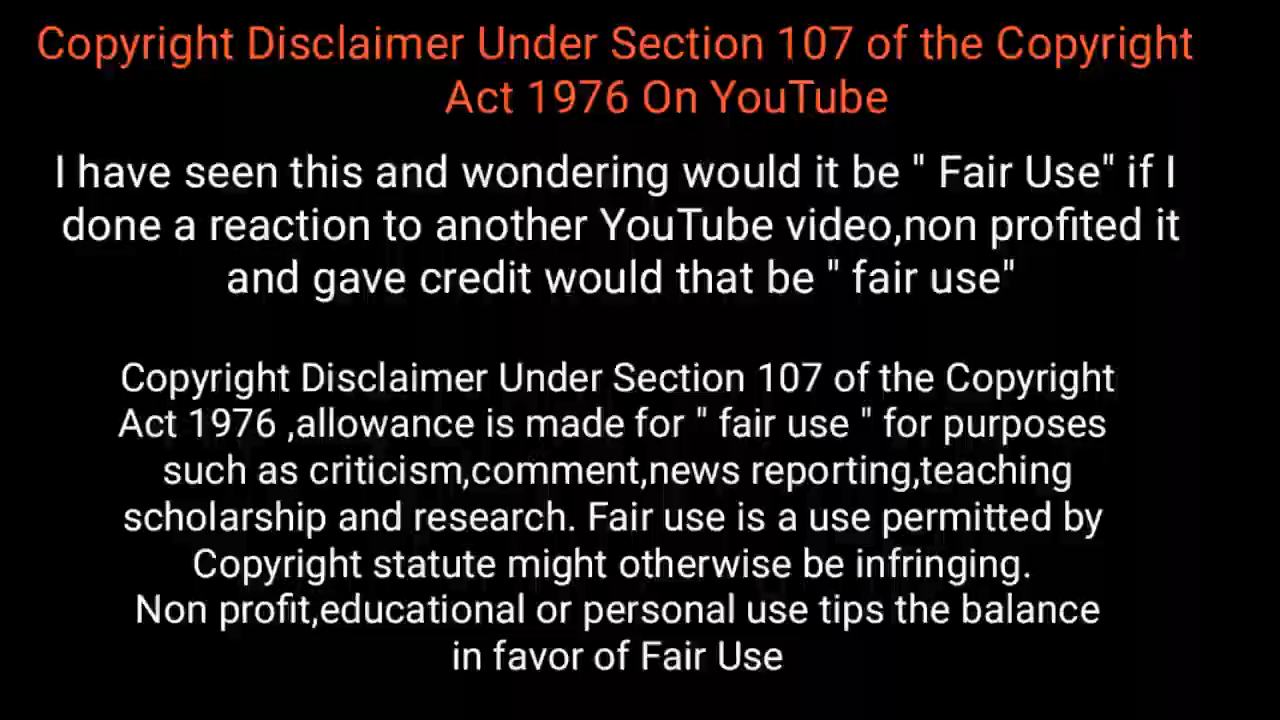 Copyright Disclaimer Under Section 107 of the Copyright
Act 1976 On YouTube
I have seen this and wondering would it be " Fair Use" if I
done a reaction to another YouTube video,non profited it
and gave credit would that be " fair use"
Copyright Disclaimer Under Section 107 of the Copyright
Act 1976 ,allowance is made for " fair use " for purposes
such as criticism,comment,news reporting,teaching
scholarship and research. Fair use is a use permitted by
Copyright statute might otherwise be infringing.
Non profit,educational or personal use tips the balance
in favor of Fair Use